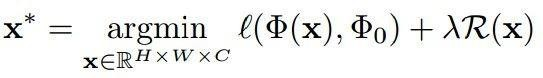 x* = argmin ℓ(Φ(x), Φ₀) + λℛ(x)
x∈ℝ^{H×W×C}